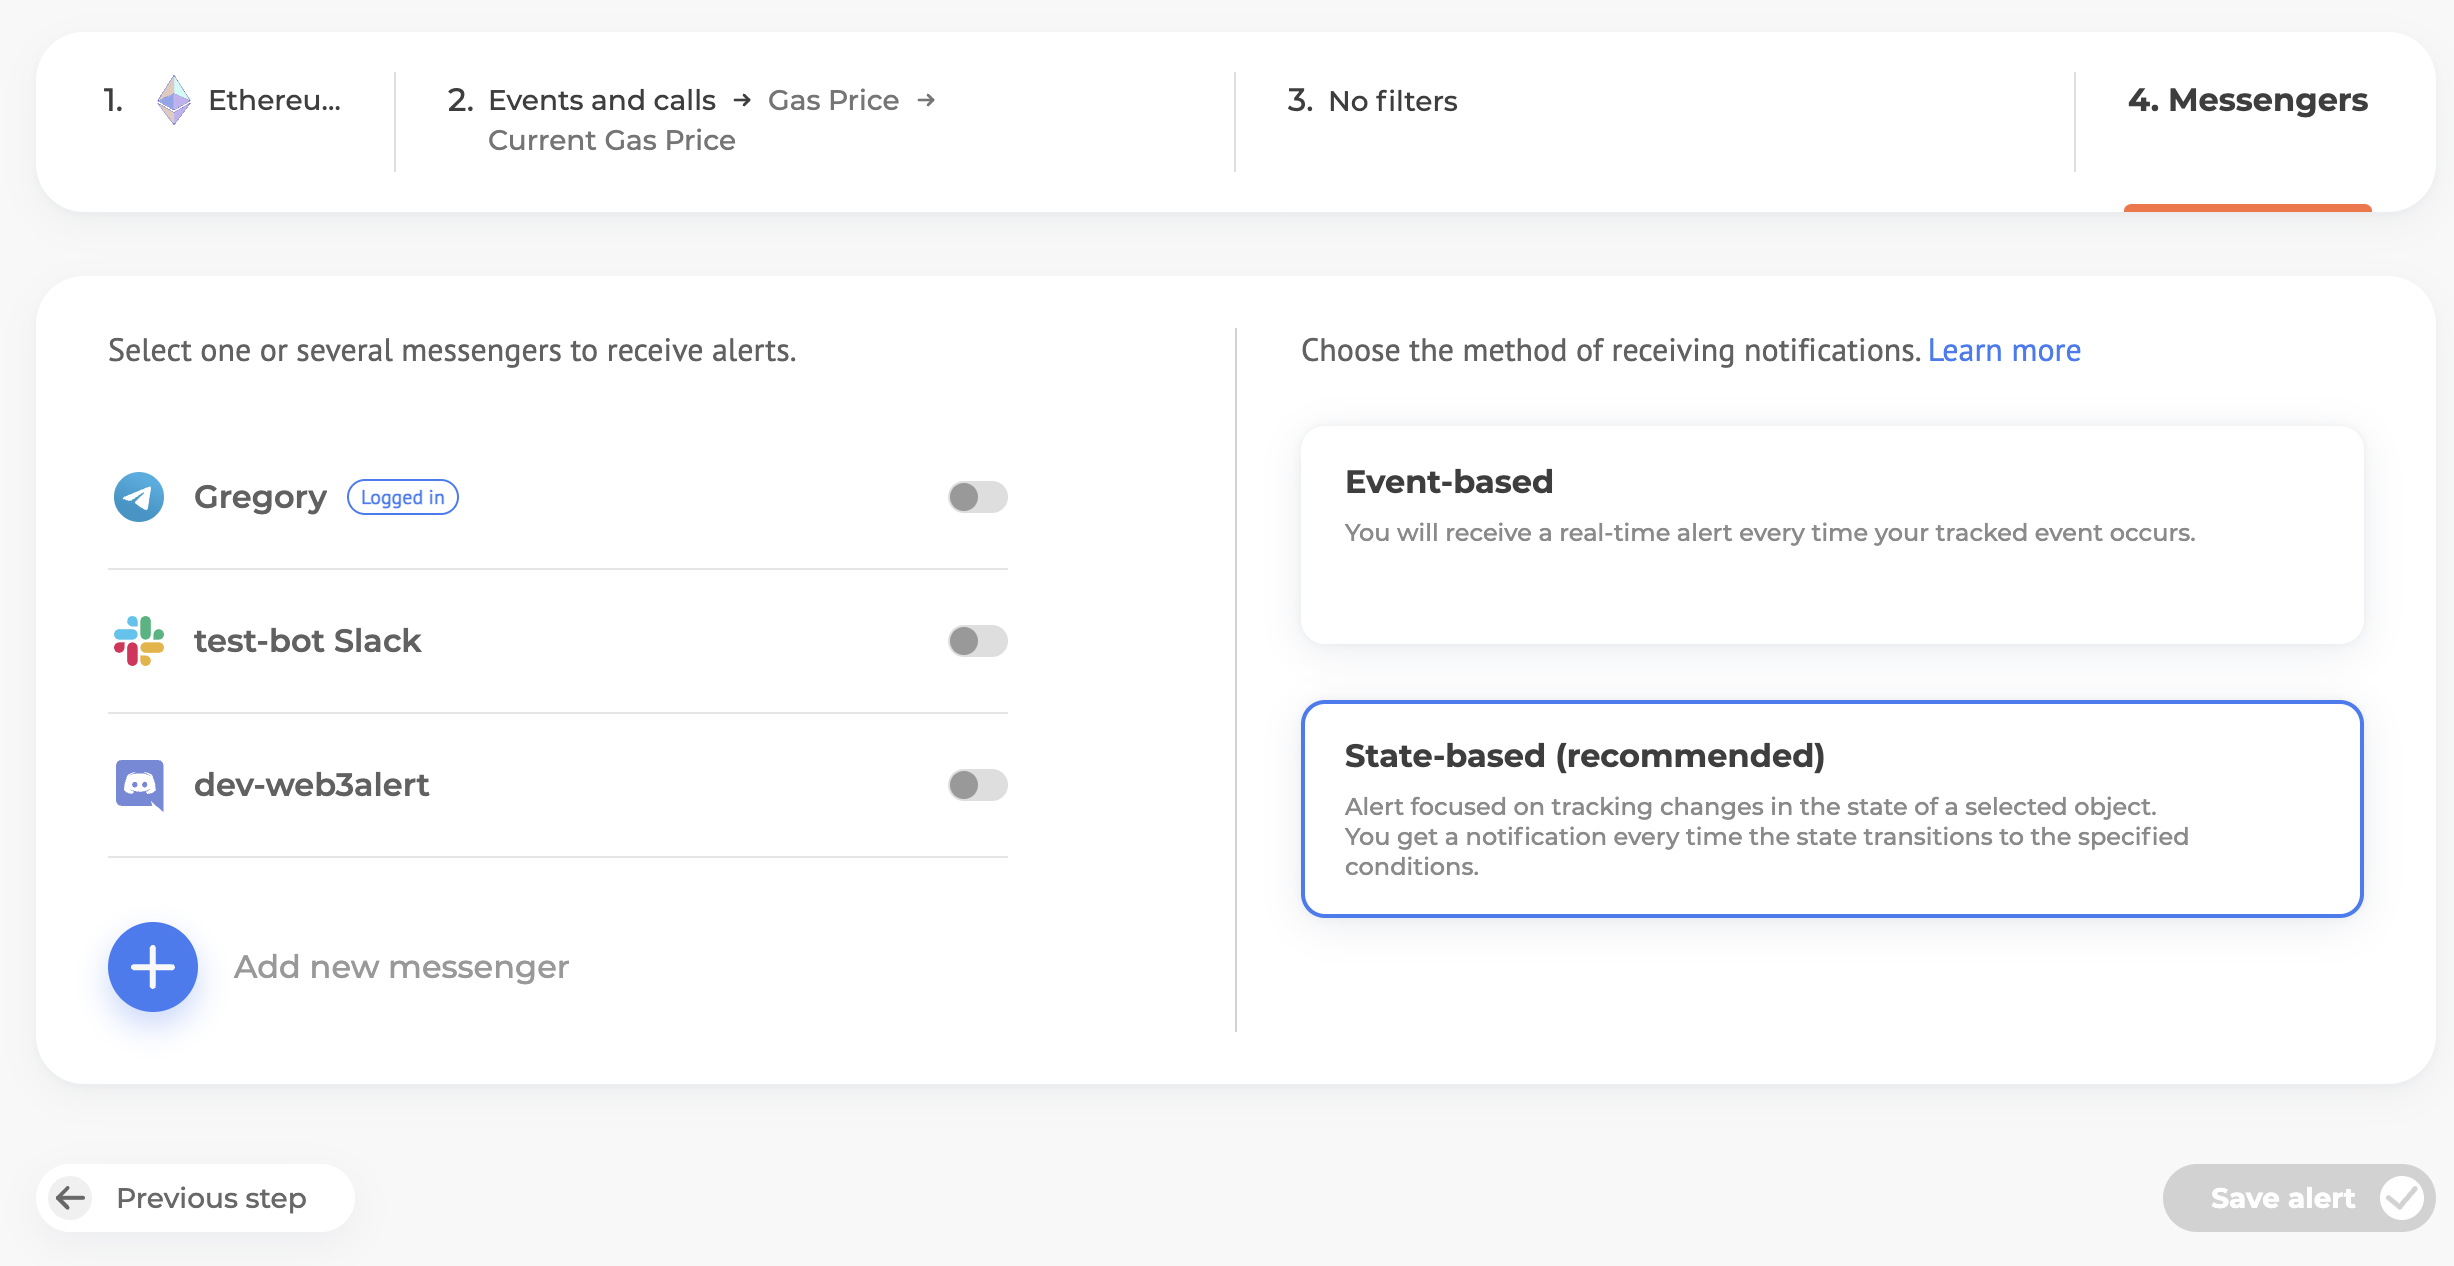 1. Ethereu...
2. Events and calls → Gas Price →
Current Gas Price
3. No filters
4. Messengers
Select one or several messengers to receive alerts.
Gregory Logged in
test-bot Slack
dev-web3alert
Add new messenger
Choose the method of receiving notifications. Learn more
Event-based
You will receive a real-time alert every time your tracked event occurs.
State-based (recommended)
Alert focused on tracking changes in the state of a selected object.
You get a notification every time the state transitions to the specified
conditions.
Previous step
Save alert